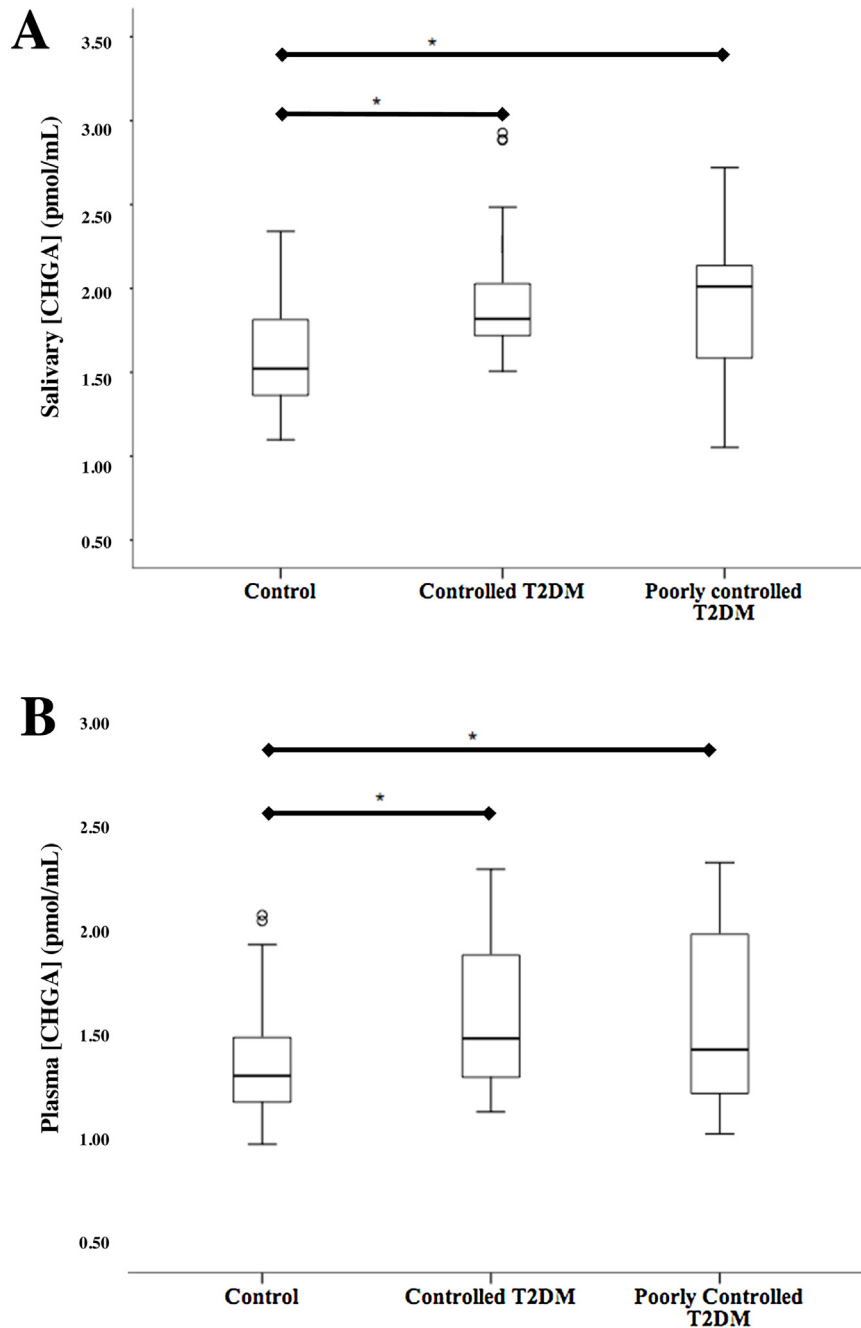 A
3.50
*
*
3.00
2.50
2.00
1.50
1.00
0.50
Salivary [CHGA] (pmol/mL)
Control
Controlled T2DM
Poorly controlled
T2DM
B
3.00
*
*
2.50
2.00
1.50
1.00
0.50
Plasma [CHGA] (pmol/mL)
Control
Controlled T2DM
Poorly Controlled
T2DM